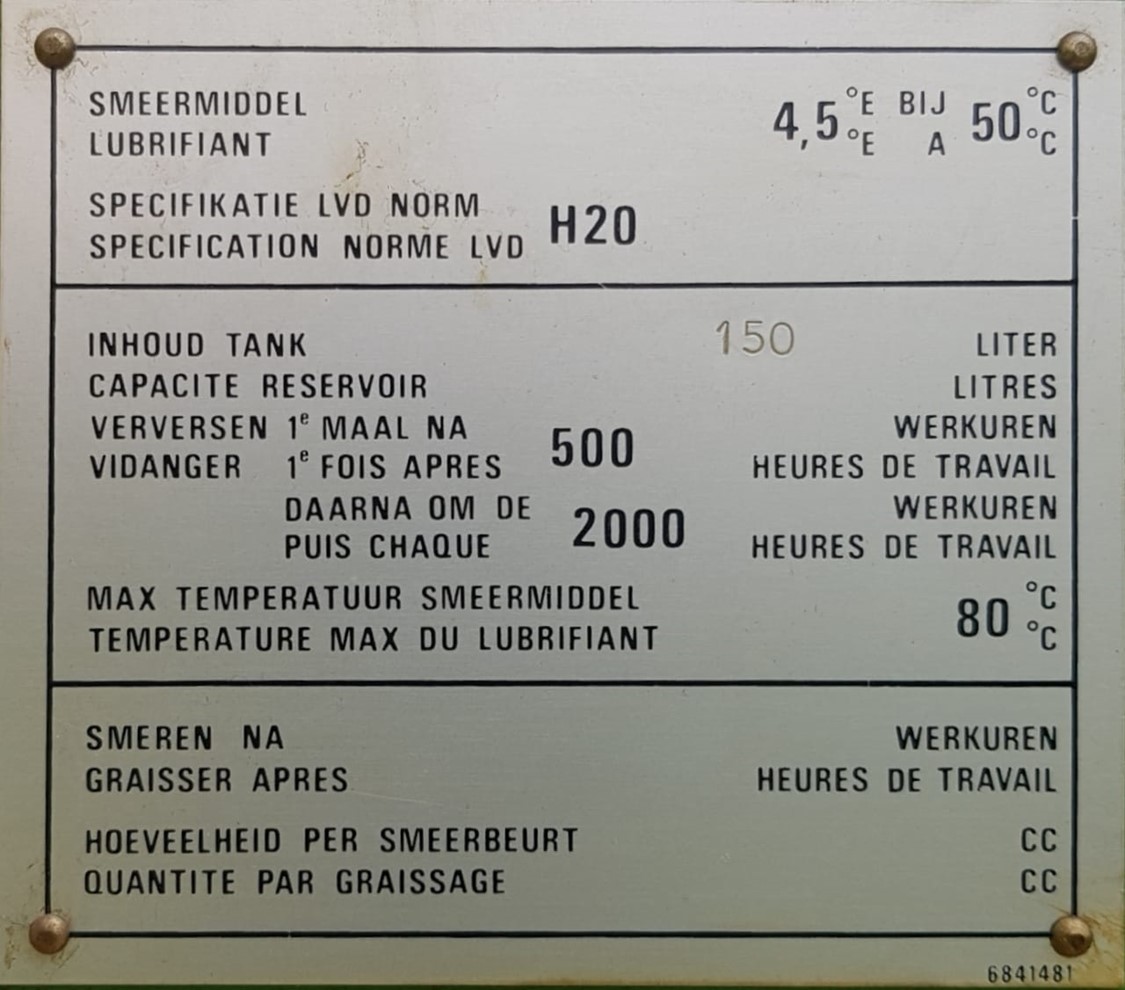 SMEERMIDDEL 4,5 °E BIJ 50 °C
LUBRIFIANT °E A °C
SPECIFIKATIE LVD NORM H20
SPECIFICATION NORME LVD
INHOUD TANK 150 LITER
CAPACITE RESERVOIR LITRES
VERVERSEN 1e MAAL NA 500 WERKUREN
VIDANGER 1e FOIS APRES HEURES DE TRAVAIL
DAARNA OM DE 2000 WERKUREN
PUIS CHAQUE HEURES DE TRAVAIL
MAX TEMPERATUUR SMEERMIDDEL 80 °C
TEMPERATURE MAX DU LUBRIFIANT °C
SMEREN NA WERKUREN
GRAISSER APRES HEURES DE TRAVAIL
HOEVEELHEID PER SMEERBEURT CC
QUANTITE PAR GRAISSAGE CC
6841481